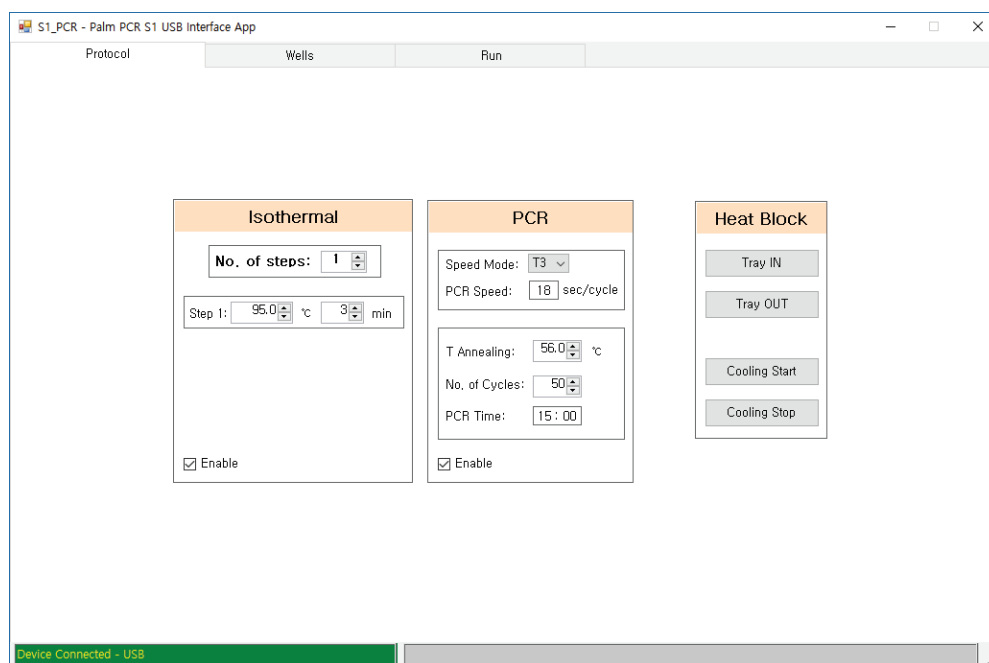 S1_PCR - Palm PCR S1 USB Interface App
Protocol Wells Run
Isothermal
No. of steps: 1
Step 1: 95.0 ℃ 3 min
Enable
PCR
Speed Mode: T3
PCR Speed: 18 sec/cycle
T Annealing: 56.0 ℃
No. of Cycles: 50
PCR Time: 15 : 00
Enable
Heat Block
Tray IN
Tray OUT
Cooling Start
Cooling Stop
Device Connected - USB